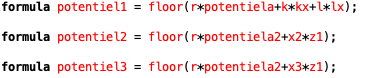 formula potentiel1 = floor(r*potentiela+k*kx+l*lx);
formula potentiel2 = floor(r*potentiela2+x2*z1);
formula potentiel3 = floor(r*potentiela2+x3*z1);